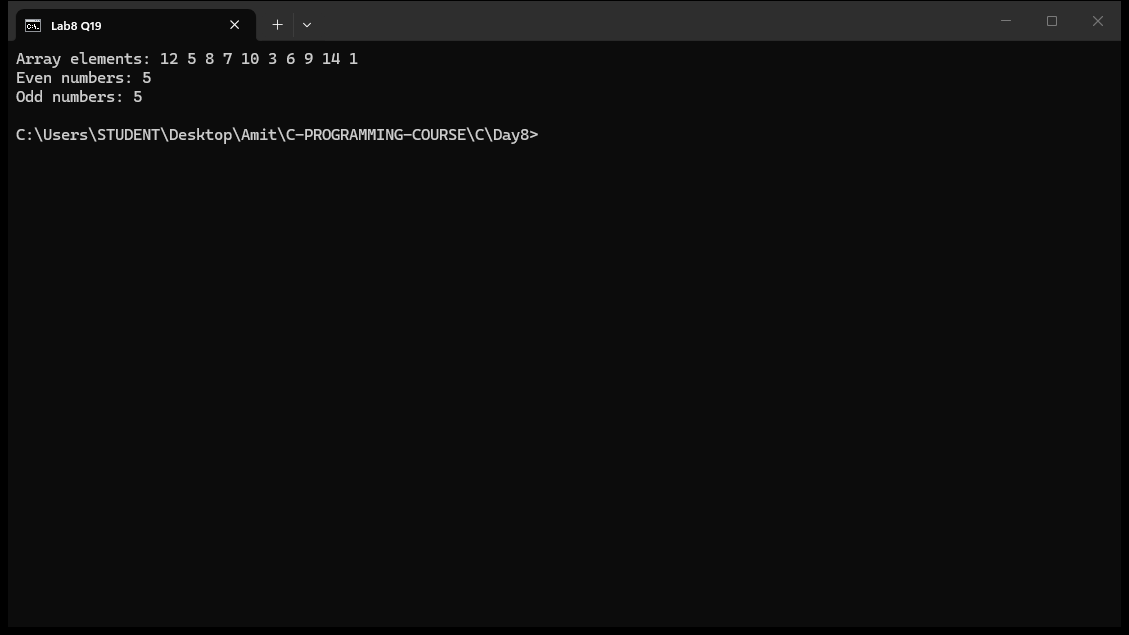 Lab8 Q19
Array elements: 12 5 8 7 10 3 6 9 14 1
Even numbers: 5
Odd numbers: 5
C:\Users\STUDENT\Desktop\Amit\C-PROGRAMMING-COURSE\C\Day8>